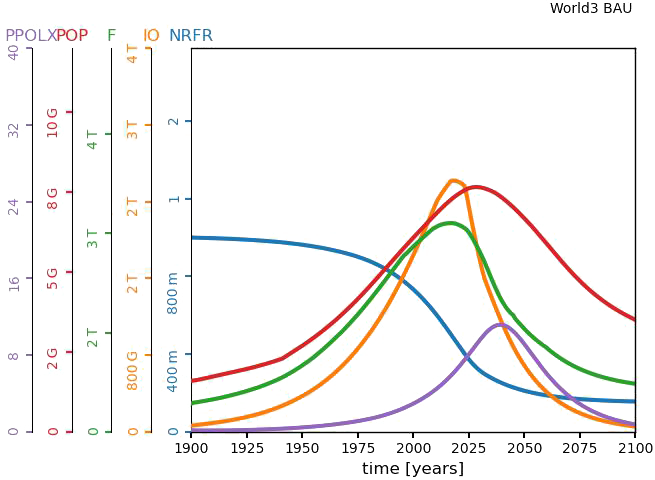 World3 BAU
PPOLX POP F IO NRFR
40 32 24 16 8 0
10 G 8 G 5 G 2 G 0
4 T 3 T 2 T 0
4 T 3 T 2 T 2 T 800 G 0
2 1 800 m 400 m 0
1900 1925 1950 1975 2000 2025 2050 2075 2100
time [years]